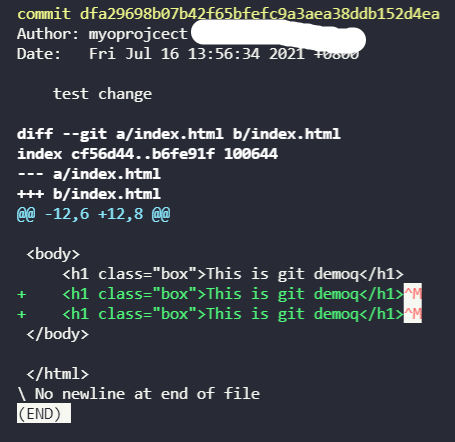 commit dfa29698b07b42f65bfefc9a3aea38ddb152d4ea
Author: myoprojcect
Date:   Fri Jul 16 13:56:34 2021 +0800

    test change

diff --git a/index.html b/index.html
index cf56d44..b6fe91f 100644
--- a/index.html
+++ b/index.html
@@ -12,6 +12,8 @@

 <body>
     <h1 class="box">This is git demoq</h1>
+    <h1 class="box">This is git demoq</h1>^M
+    <h1 class="box">This is git demoq</h1>^M
 </body>

 </html>
\ No newline at end of file
(END)